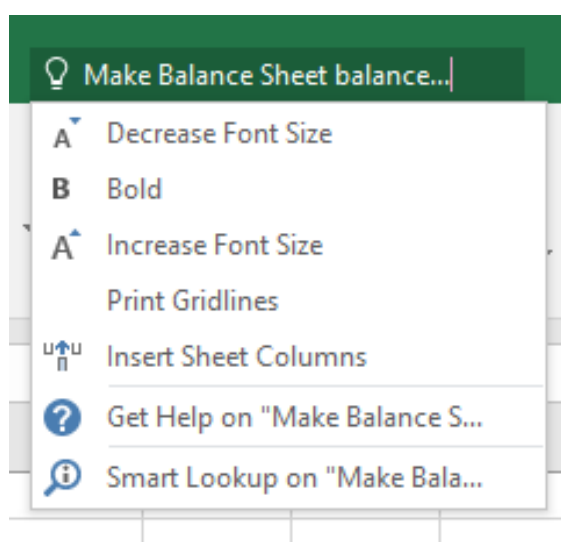 Make Balance Sheet balance...
Decrease Font Size
B Bold
Increase Font Size
Print Gridlines
Insert Sheet Columns
Get Help on "Make Balance S...
Smart Lookup on "Make Bala...